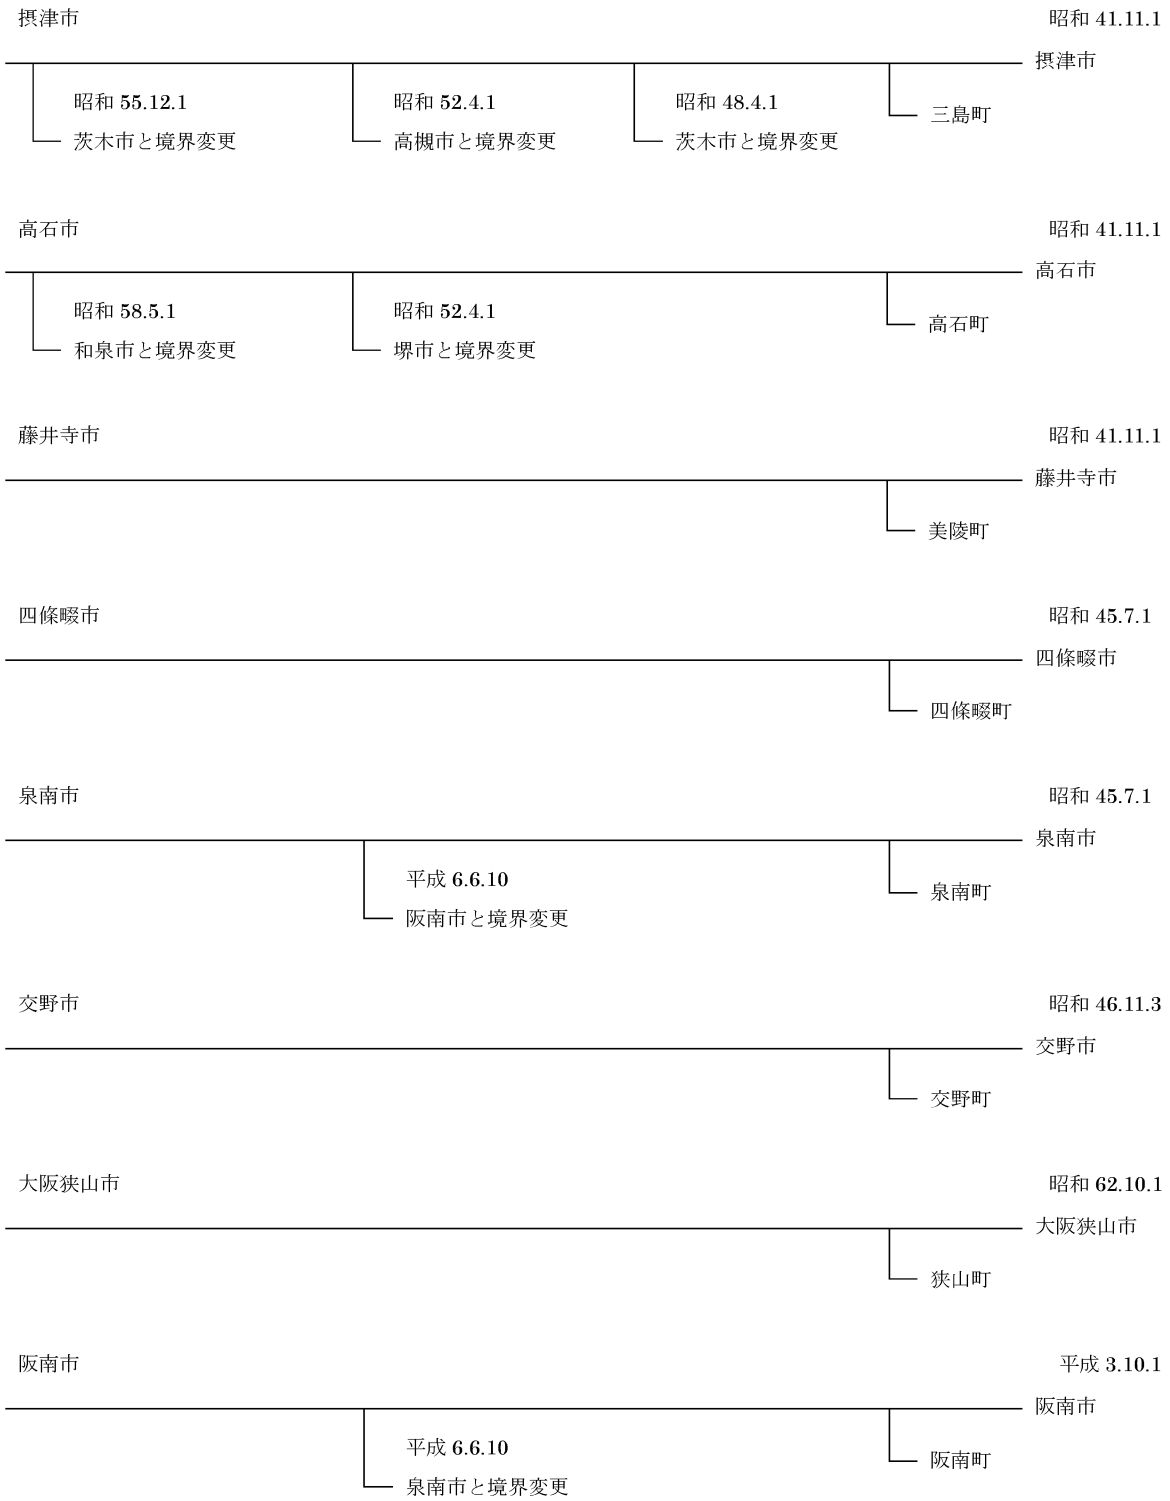 摂津市
昭和 41.11.1
摂津市
昭和 55.12.1
昭和 52.4.1
昭和 48.4.1
三島町
茨木市と境界変更
高槻市と境界変更
茨木市と境界変更
高石市
昭和 41.11.1
高石市
昭和 58.5.1
昭和 52.4.1
高石町
和泉市と境界変更
堺市と境界変更
藤井寺市
昭和 41.11.1
藤井寺市
美陵町
四條畷市
昭和 45.7.1
四條畷市
四條畷町
泉南市
昭和 45.7.1
泉南市
平成 6.6.10
泉南町
阪南市と境界変更
交野市
昭和 46.11.3
交野市
交野町
大阪狭山市
昭和 62.10.1
大阪狭山市
狭山町
阪南市
平成 3.10.1
阪南市
平成 6.6.10
阪南町
泉南市と境界変更